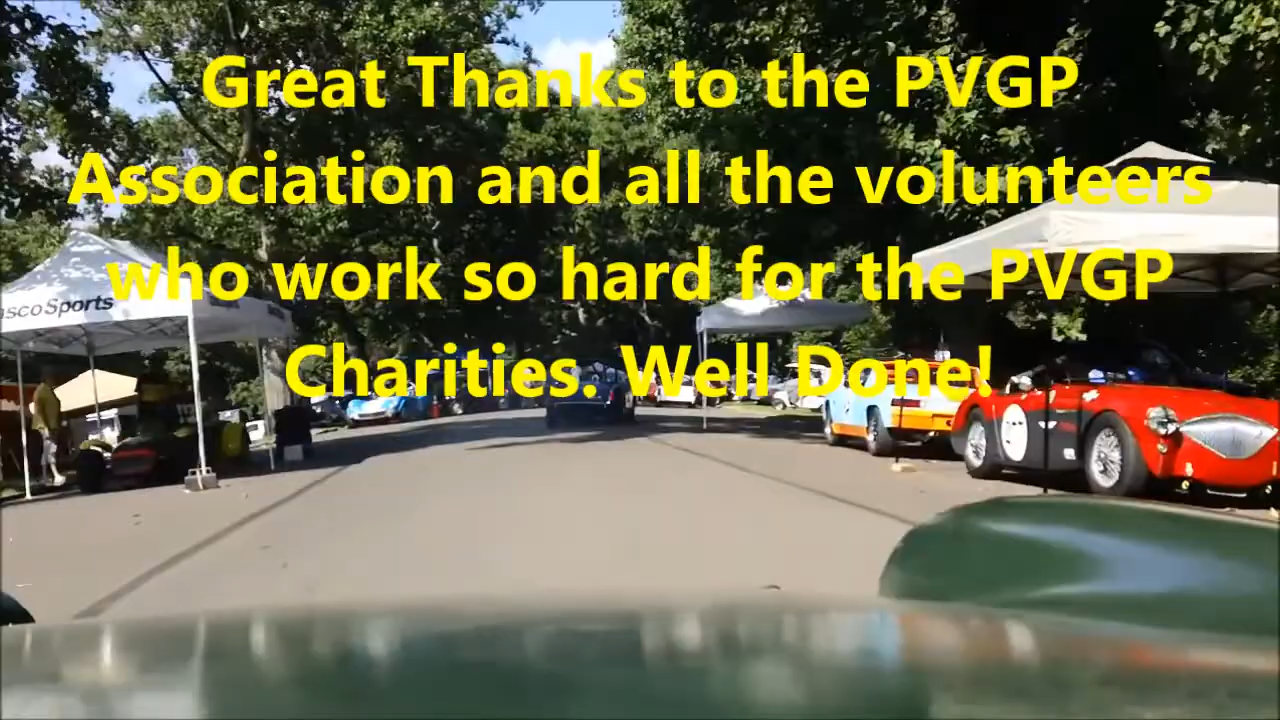 Great Thanks to the PVGP
Association and all the volunteers
who work so hard for the PVGP
Charities. Well Done!
Sports